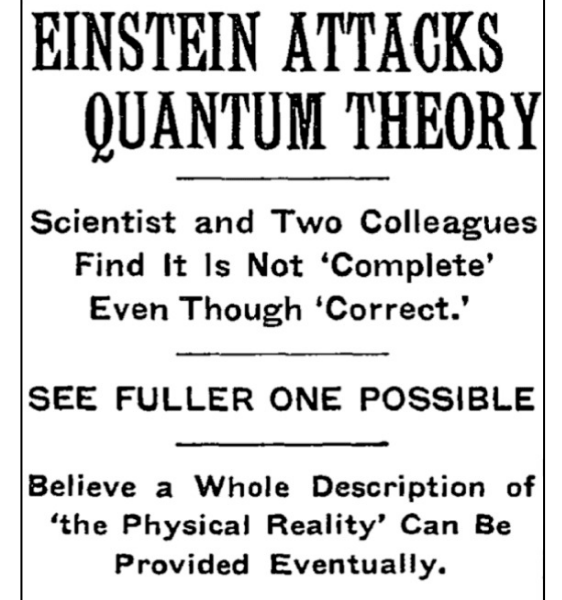 EINSTEIN ATTACKS
QUANTUM THEORY
Scientist and Two Colleagues
Find It Is Not ‘Complete’
Even Though ‘Correct.’
SEE FULLER ONE POSSIBLE
Believe a Whole Description of
‘the Physical Reality’ Can Be
Provided Eventually.